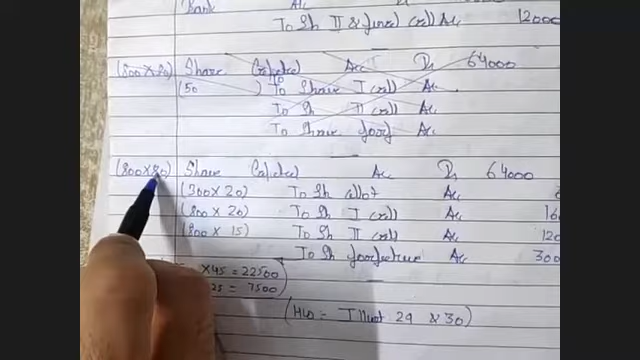 Bank A/c
To Sh II & final call A/c 12000
(800×80) Share Capital A/c Dr 64000
(50 ) To Share I call A/c
To Sh II call A/c
To Share forf A/c
(800×80) Share Capital A/c Dr 64000
(300×20) To Sh allot A/c 6
(800×20) To Sh I call A/c 16
(800×15) To Sh II call A/c 120
To Sh forfeiture A/c 300
×45 = 22500
25 = 7500
(H.W = Illust 29 & 30)